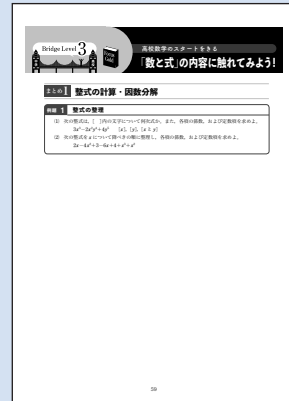 Bridge Level 3
Focus Gold
高校数学のスタートをきる
「数と式」の内容に触れてみよう!
まとめ1 整式の計算・因数分解
例題 1 整式の整理
(1) 次の整式は,[ ]内の文字について何次式か.また,各項の係数,および定数項を求めよ.
3x³−2x²y²+4y³ [x], [y], [x と y]
(2) 次の整式を x について降べきの順に整理し,各項の係数,および定数項を求めよ.
2x−4x²+3−6x+4+x³+x²
59